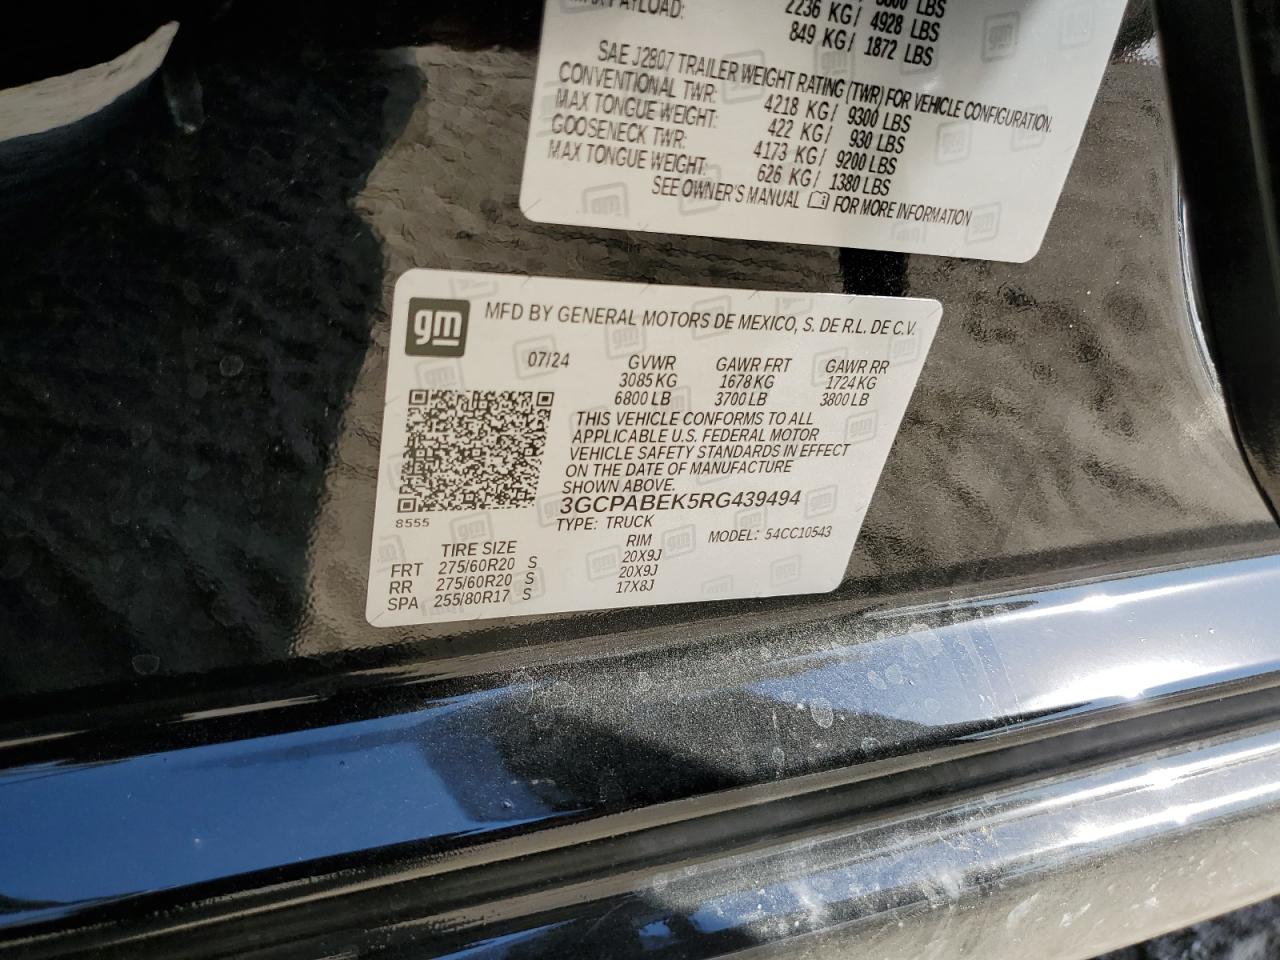 2236 KG/ 4928 LBS
PAYLOAD: 849 KG/ 1872 LBS
SAE J2807 TRAILER WEIGHT RATING (TWR) FOR VEHICLE CONFIGURATION.
CONVENTIONAL TWR: 4218 KG/ 9300 LBS
MAX TONGUE WEIGHT: 422 KG/ 930 LBS
GOOSENECK TWR: 4173 KG/ 9200 LBS
MAX TONGUE WEIGHT: 626 KG/ 1380 LBS
SEE OWNER'S MANUAL FOR MORE INFORMATION
gm MFD BY GENERAL MOTORS DE MEXICO, S. DE R.L. DE C.V.
07/24 GVWR GAWR FRT GAWR RR
3085 KG 1678 KG 1724 KG
6800 LB 3700 LB 3800 LB
THIS VEHICLE CONFORMS TO ALL
APPLICABLE U.S. FEDERAL MOTOR
VEHICLE SAFETY STANDARDS IN EFFECT
ON THE DATE OF MANUFACTURE
SHOWN ABOVE.
3GCPABEK5RG439494
8555 TYPE: TRUCK MODEL: 54CC10543
TIRE SIZE RIM
FRT 275/60R20 S 20X9J
RR 275/60R20 S 20X9J
SPA 255/80R17 S 17X8J